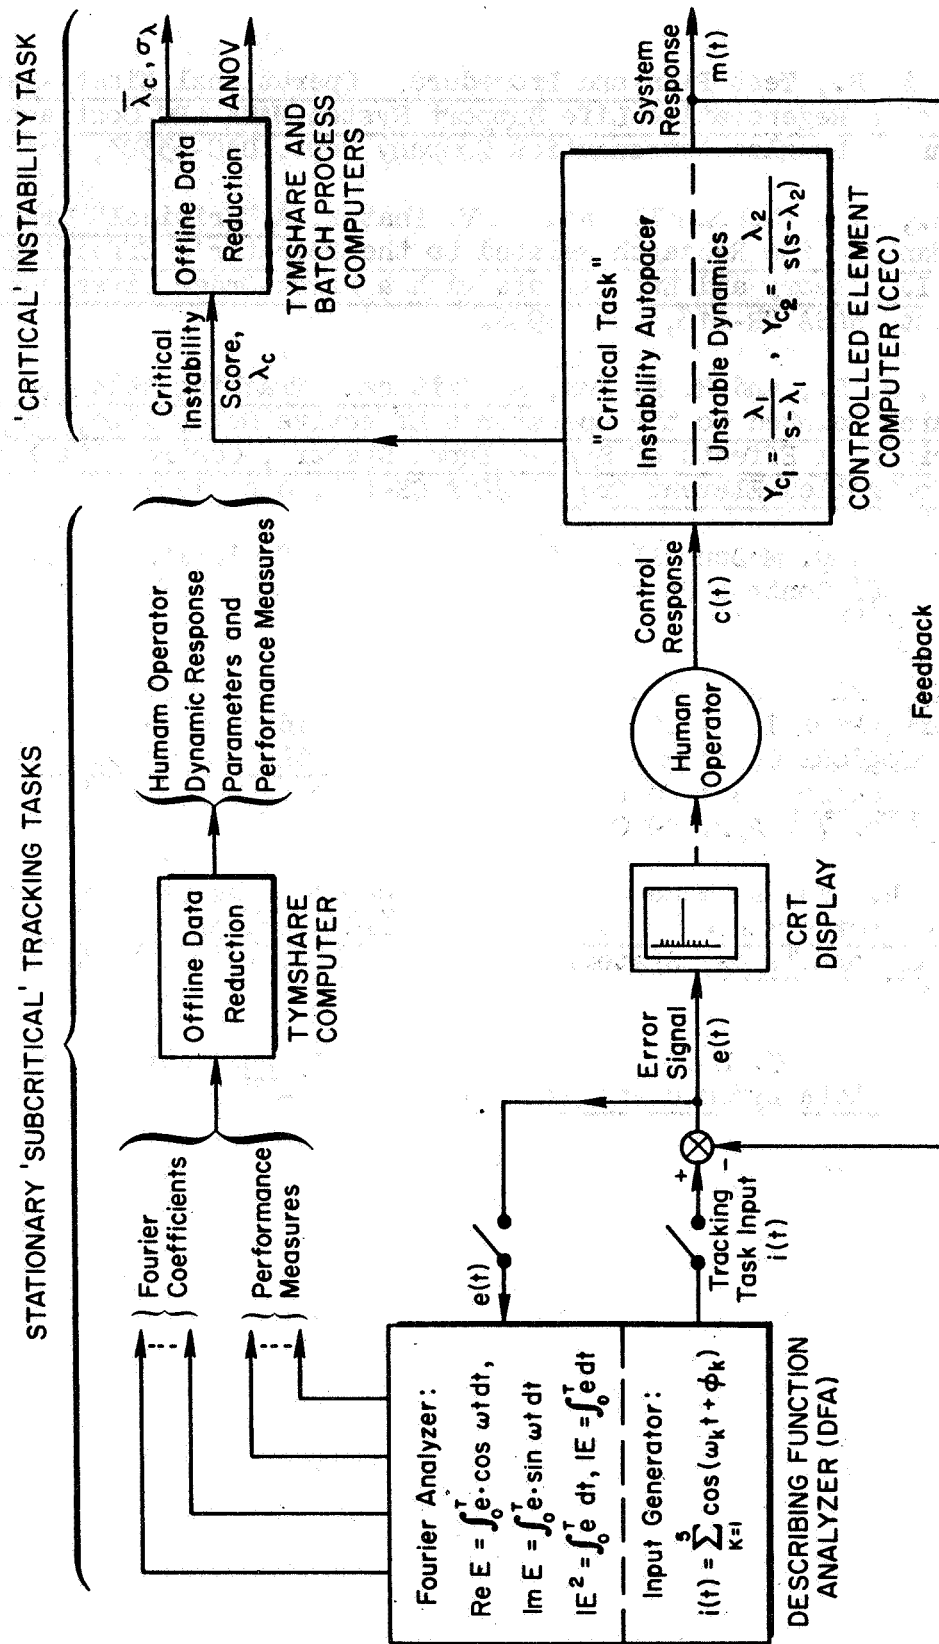 STATIONARY 'SUBCRITICAL' TRACKING TASKS
'CRITICAL' INSTABILITY TASK
Fourier
Coefficients
Performance
Measures
Offline Data
Reduction
TYMSHARE
COMPUTER
Humam Operator
Dynamic Response
Parameters and
Performance Measures
Critical
Instability
Score,
λc
Offline Data
Reduction
TYMSHARE AND
BATCH PROCESS
COMPUTERS
λ̄c, σλ
ANOV
Fourier Analyzer:
Re E = ∫₀ᵀ e·cos ωt dt,
Im E = ∫₀ᵀ e·sin ωt dt
IE² = ∫₀ᵀ e dt, IE = ∫₀ᵀ e dt
Input Generator:
i(t) = Σ⁵K=1 cos (ωkt + ϕk)
DESCRIBING FUNCTION
ANALYZER (DFA)
e(t)
Tracking
Task Input
i(t)
+
-
Error
Signal
e(t)
CRT
DISPLAY
Human
Operator
Control
Response
c(t)
"Critical Task"
Instability Autopacer
Unstable Dynamics
Yc1 = λ1/(s-λ1), Yc2 = λ2/(s(s-λ2))
CONTROLLED ELEMENT
COMPUTER (CEC)
System
Response
m(t)
Feedback